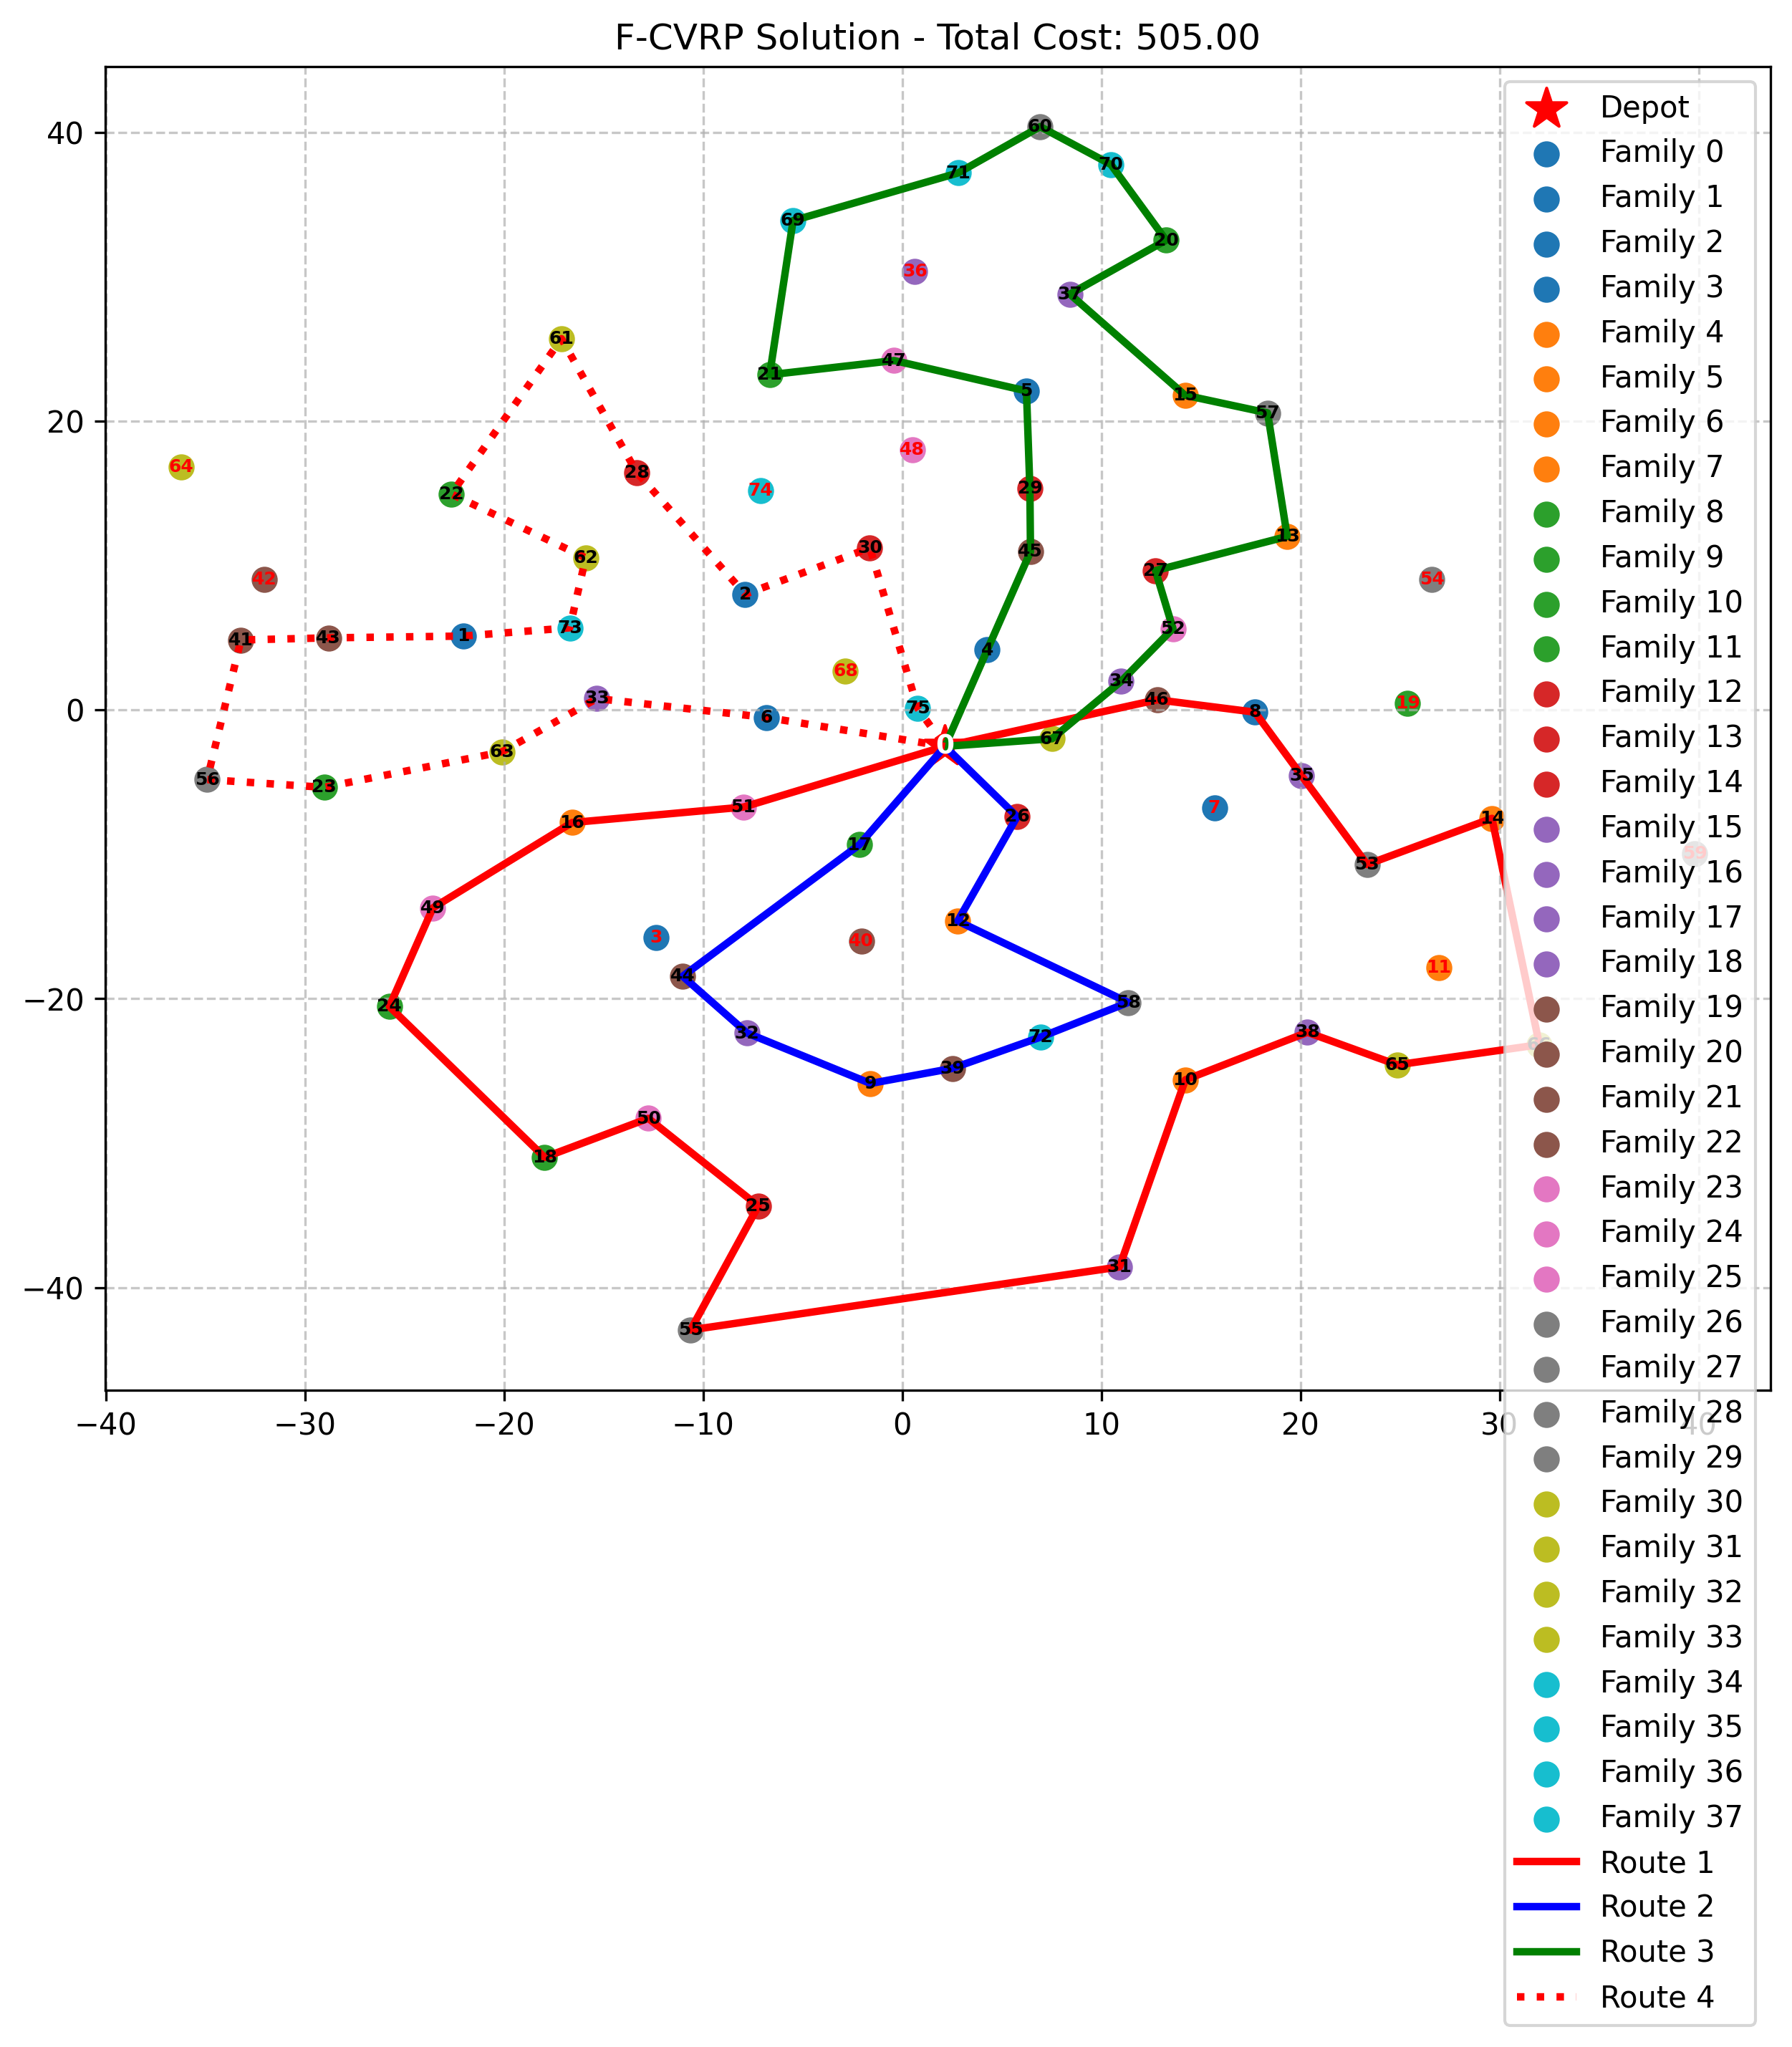 F-CVRP Solution - Total Cost: 505.00
40
20
0
−20
−40
−40
−30
−20
−10
0
10
20
30
40
60
71
70
69
20
36
37
61
47
21
5
15
57
48
64
28
74
22
29
13
30
45
62
27
42
54
2
73
52
1
43
41
4
68
34
33
46
19
75
8
6
0
67
63
35
56
23
51
7
14
26
16
17
59
53
49
12
3
40
11
44
58
24
38
32
72
66
65
39
10
9
50
18
25
31
55
Depot
Family 0
Family 1
Family 2
Family 3
Family 4
Family 5
Family 6
Family 7
Family 8
Family 9
Family 10
Family 11
Family 12
Family 13
Family 14
Family 15
Family 16
Family 17
Family 18
Family 19
Family 20
Family 21
Family 22
Family 23
Family 24
Family 25
Family 26
Family 27
Family 28
Family 29
Family 30
Family 31
Family 32
Family 33
Family 34
Family 35
Family 36
Family 37
Route 1
Route 2
Route 3
Route 4